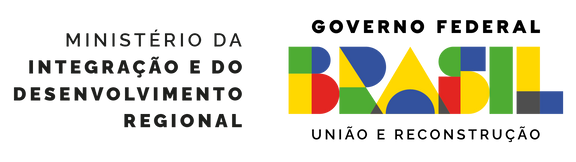 MINISTÉRIO DA
INTEGRAÇÃO E DO
DESENVOLVIMENTO
REGIONAL
GOVERNO FEDERAL
BRASIL
UNIÃO E RECONSTRUÇÃO